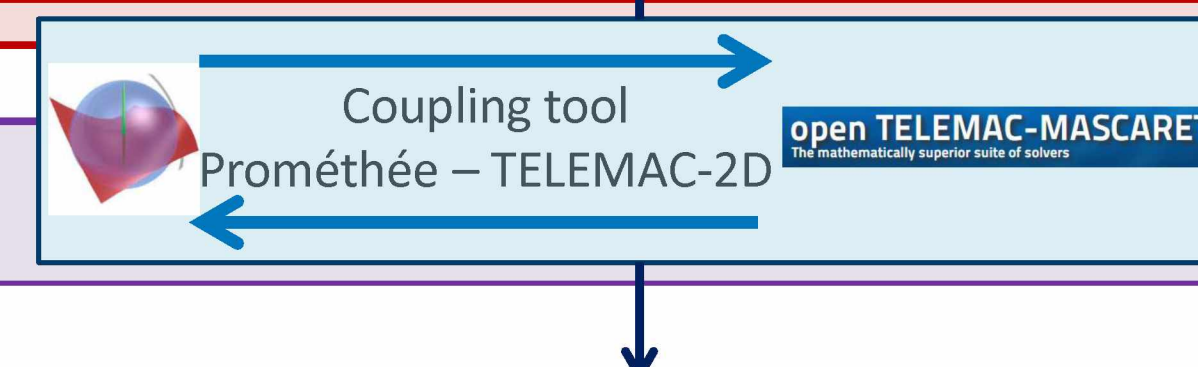 Coupling tool
Prométhée – TELEMAC-2D
open TELEMAC-MASCARET
The mathematically superior suite of solvers